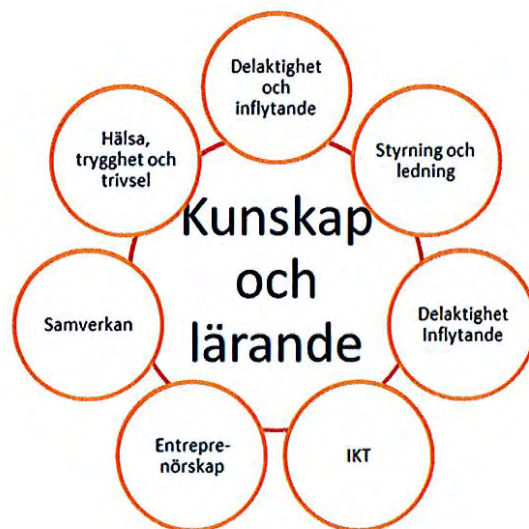 Delaktighet
och
inflytande
Styrning och
ledning
Delaktighet
Inflytande
IKT
Entrepre-
nörskap
Samverkan
Hälsa,
trygghet och
trivsel
Kunskap
och
lärande